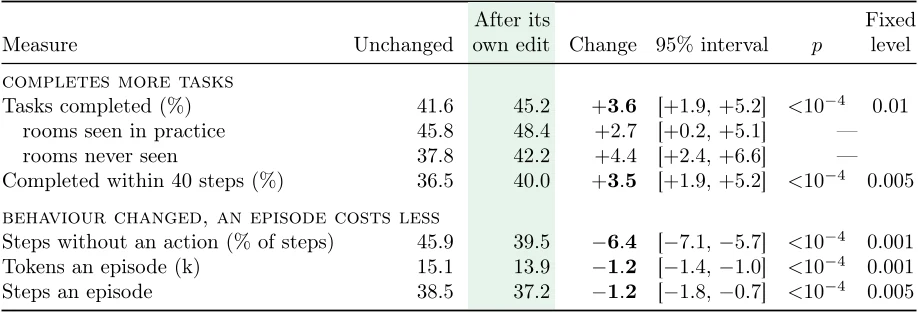 After its Fixed
Measure Unchanged own edit Change 95% interval p level
COMPLETES MORE TASKS
Tasks completed (%) 41.6 45.2 +3.6 [+1.9, +5.2] <10⁻⁴ 0.01
rooms seen in practice 45.8 48.4 +2.7 [+0.2, +5.1] —
rooms never seen 37.8 42.2 +4.4 [+2.4, +6.6] —
Completed within 40 steps (%) 36.5 40.0 +3.5 [+1.9, +5.2] <10⁻⁴ 0.005
BEHAVIOUR CHANGED, AN EPISODE COSTS LESS
Steps without an action (% of steps) 45.9 39.5 −6.4 [−7.1, −5.7] <10⁻⁴ 0.001
Tokens an episode (k) 15.1 13.9 −1.2 [−1.4, −1.0] <10⁻⁴ 0.001
Steps an episode 38.5 37.2 −1.2 [−1.8, −0.7] <10⁻⁴ 0.005